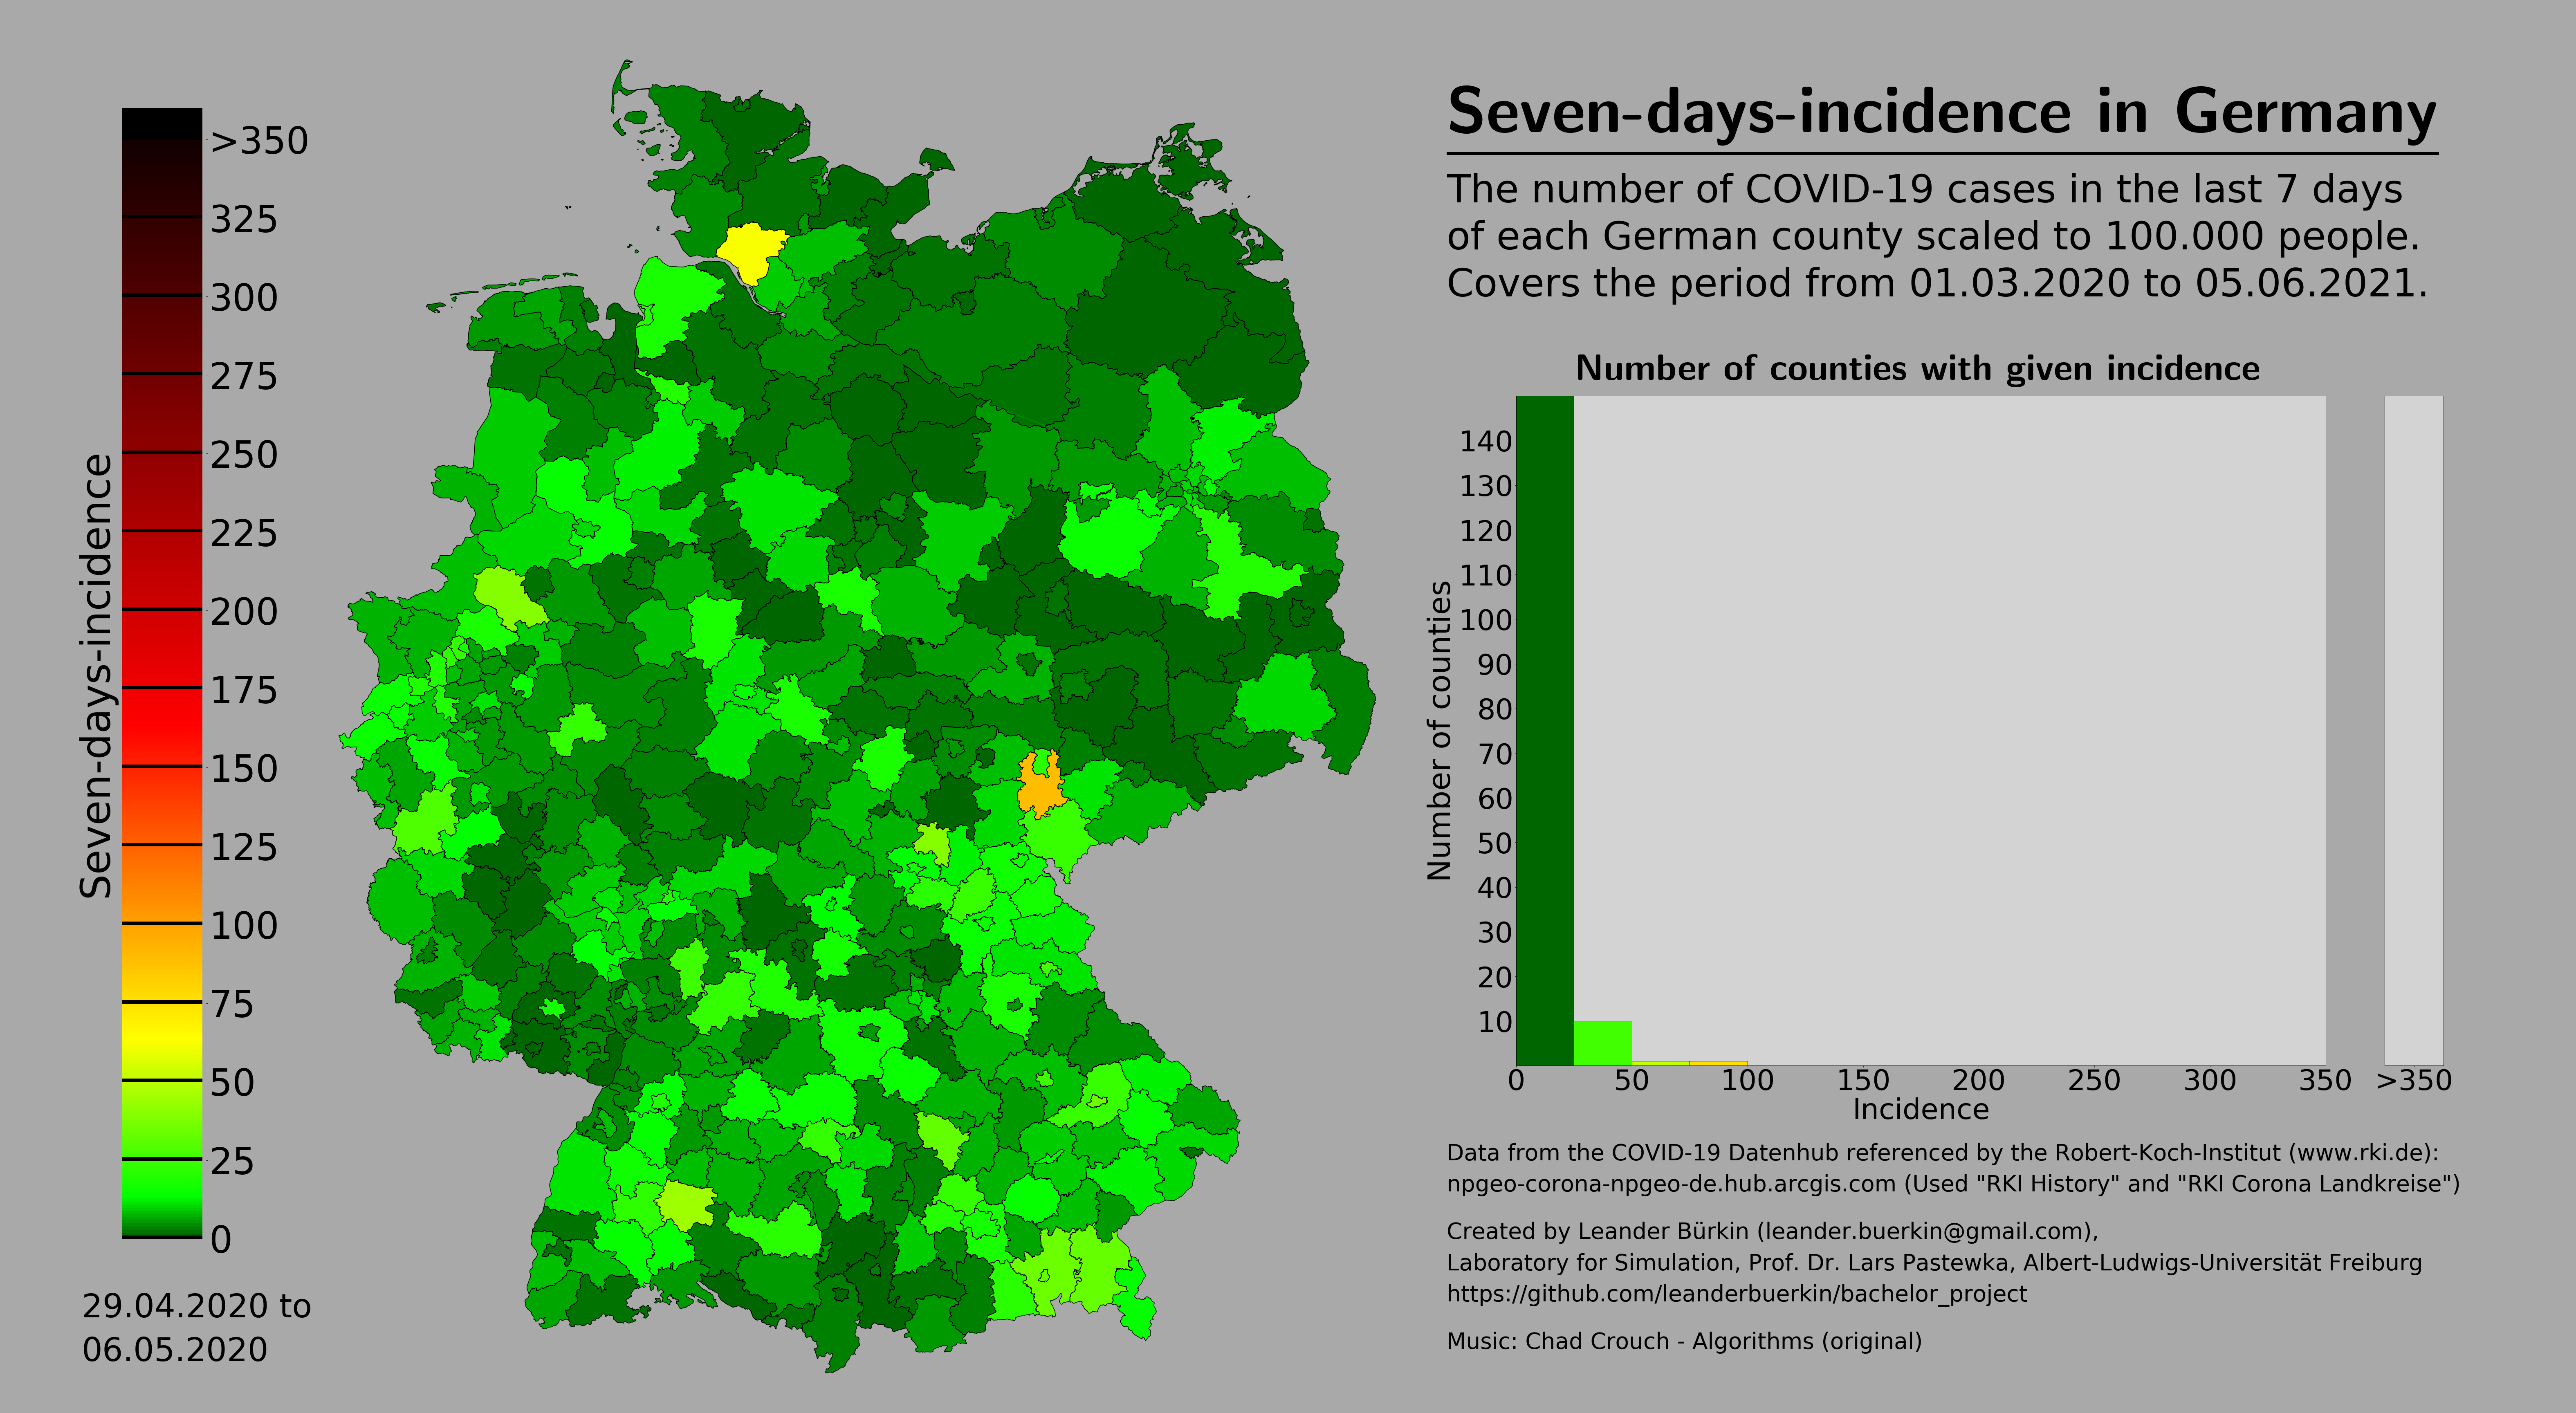 Seven-days-incidence in Germany
The number of COVID-19 cases in the last 7 days
of each German county scaled to 100.000 people.
Covers the period from 01.03.2020 to 05.06.2021.
Seven-days-incidence
>350
325
300
275
250
225
200
175
150
125
100
75
50
25
0
29.04.2020 to
06.05.2020
Number of counties with given incidence
Number of counties
140
130
120
110
100
90
80
70
60
50
40
30
20
10
0 50 100 150 200 250 300 350 >350
Incidence
Data from the COVID-19 Datenhub referenced by the Robert-Koch-Institut (www.rki.de):
npgeo-corona-npgeo-de.hub.arcgis.com (Used "RKI History" and "RKI Corona Landkreise")
Created by Leander Bürkin (leander.buerkin@gmail.com),
Laboratory for Simulation, Prof. Dr. Lars Pastewka, Albert-Ludwigs-Universität Freiburg
https://github.com/leanderbuerkin/bachelor_project
Music: Chad Crouch - Algorithms (original)